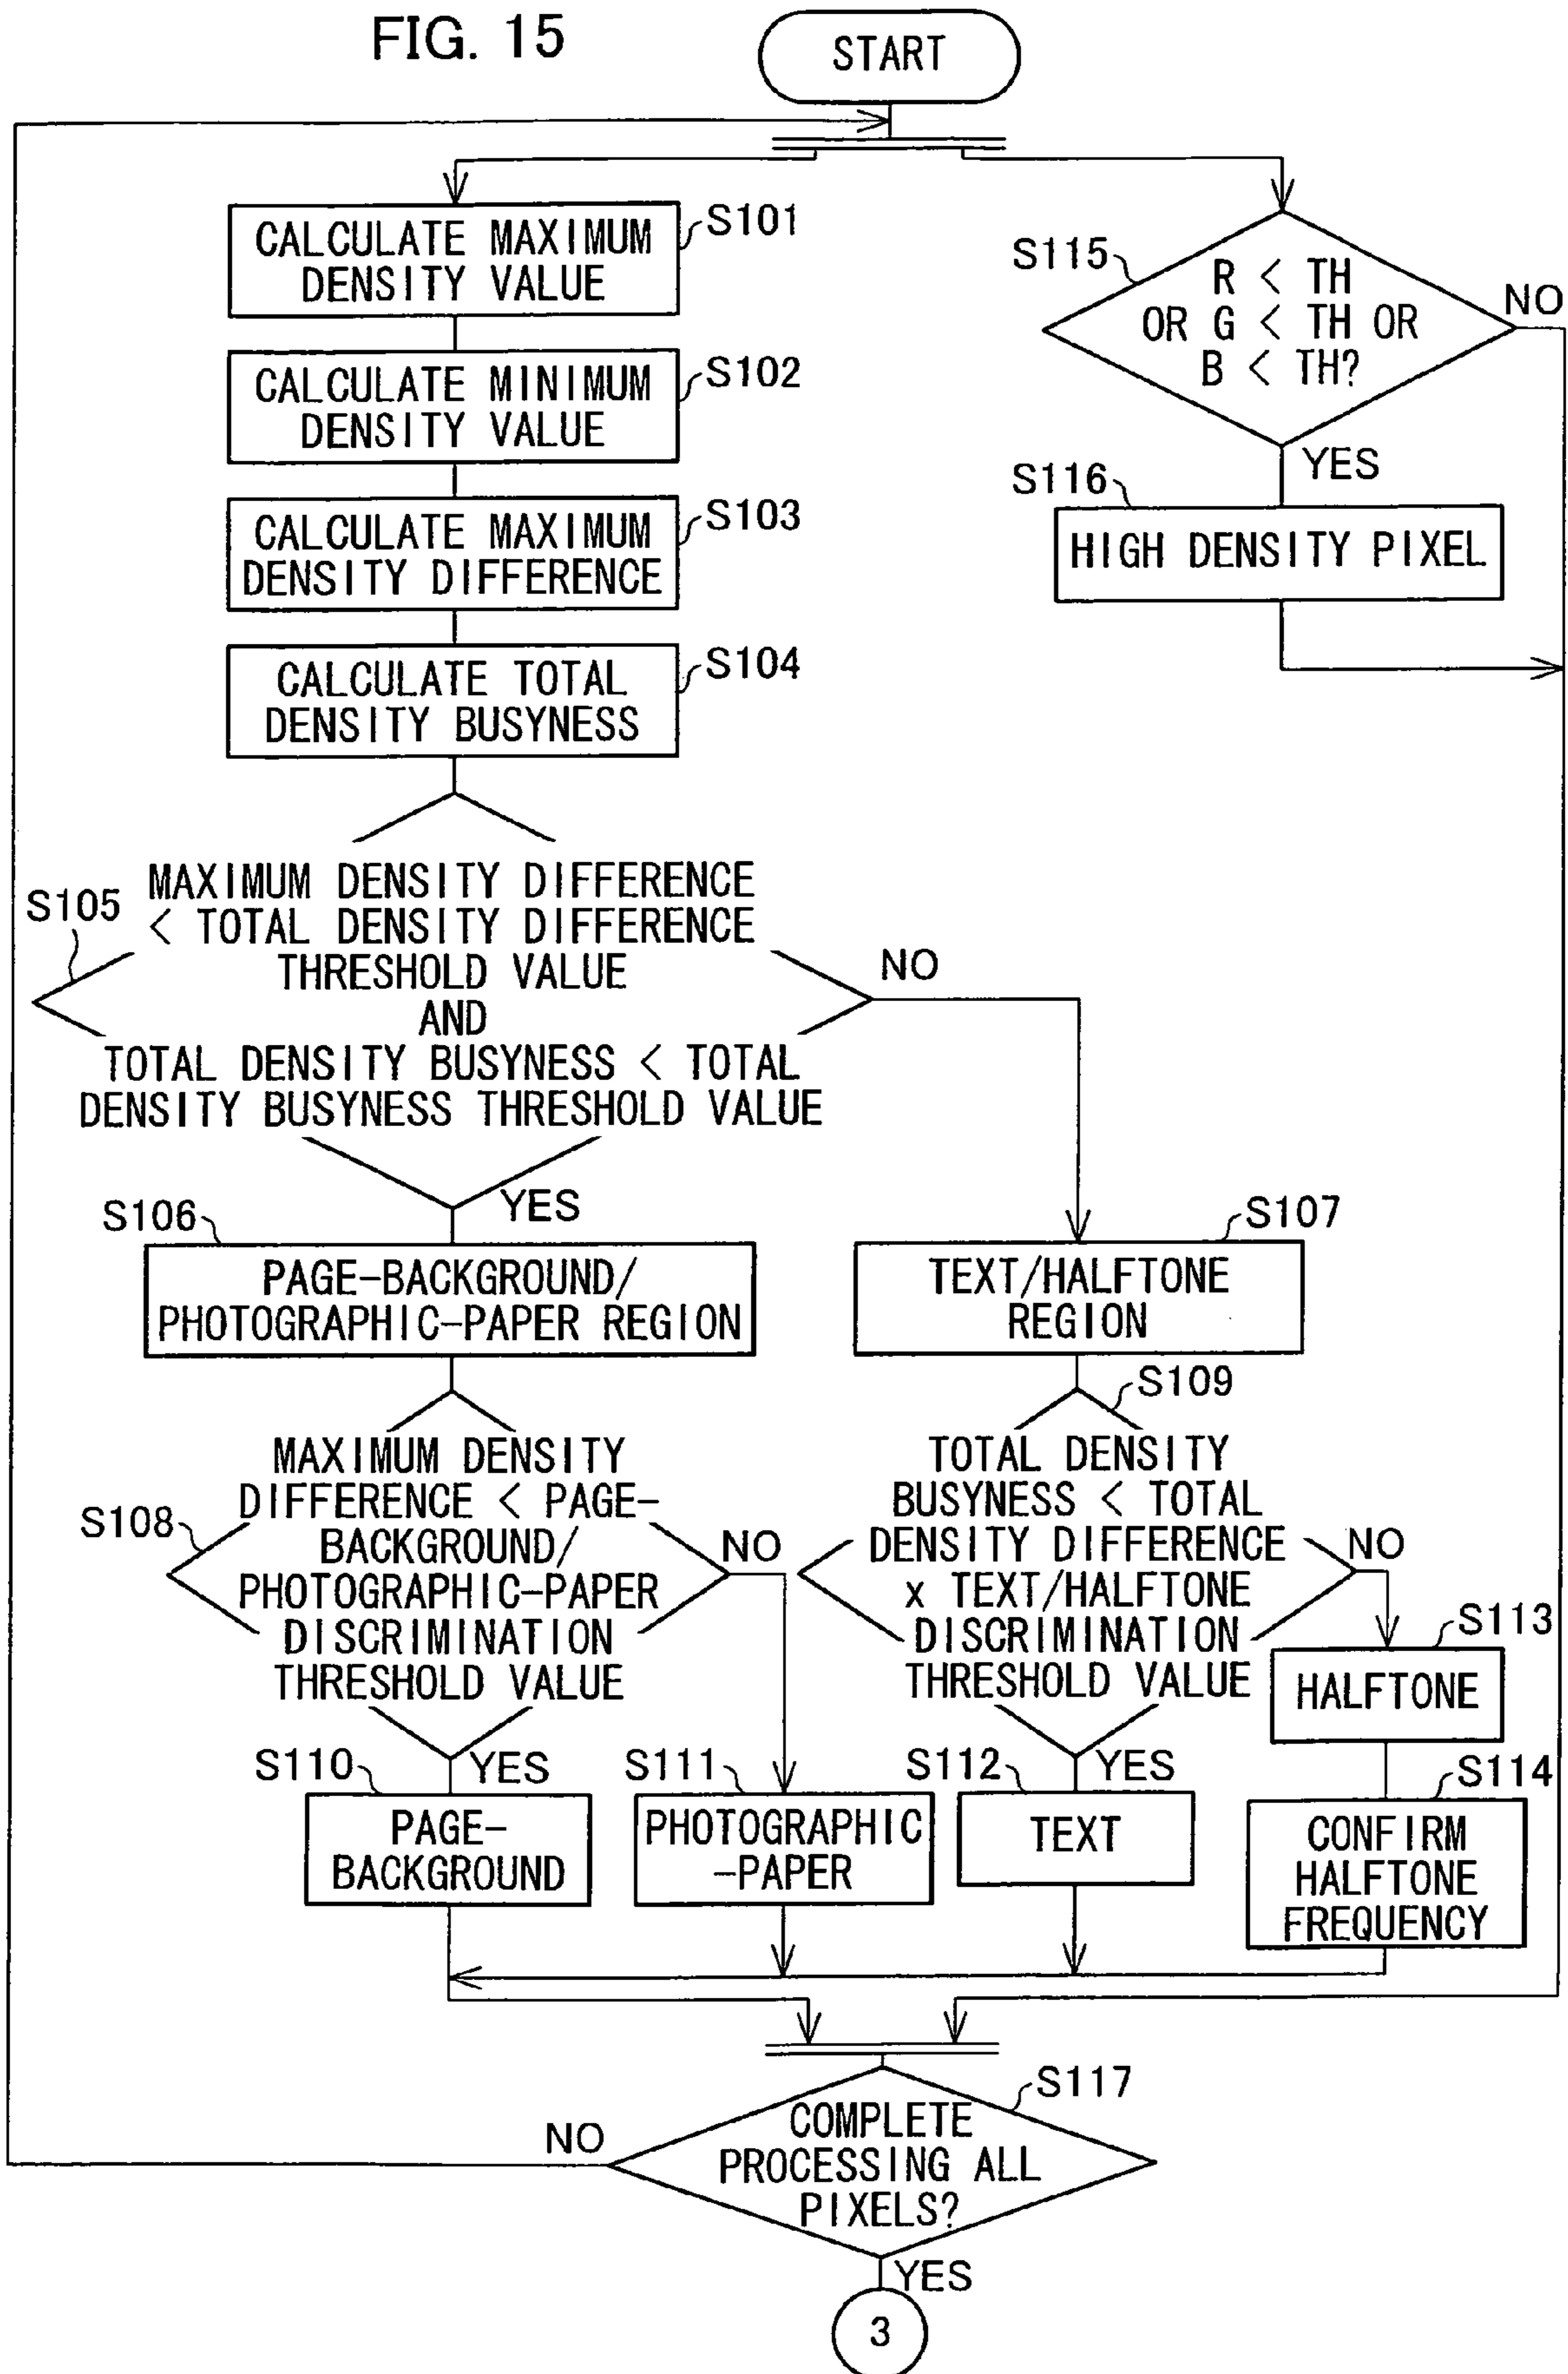 FIG. 15
START
CALCULATE MAXIMUM
DENSITY VALUE
S101
CALCULATE MINIMUM
DENSITY VALUE
S102
CALCULATE MAXIMUM
DENSITY DIFFERENCE
S103
CALCULATE TOTAL
DENSITY BUSYNESS
S104
S115
R < TH
OR G < TH OR
B < TH?
NO
YES
S116
HIGH DENSITY PIXEL
S105
MAXIMUM DENSITY DIFFERENCE
< TOTAL DENSITY DIFFERENCE
THRESHOLD VALUE
AND
TOTAL DENSITY BUSYNESS < TOTAL
DENSITY BUSYNESS THRESHOLD VALUE
NO
YES
S106
PAGE-BACKGROUND/
PHOTOGRAPHIC-PAPER REGION
S107
TEXT/HALFTONE
REGION
S108
MAXIMUM DENSITY
DIFFERENCE < PAGE-
BACKGROUND/
PHOTOGRAPHIC-PAPER
DISCRIMINATION
THRESHOLD VALUE
NO
YES
S109
TOTAL DENSITY
BUSYNESS < TOTAL
DENSITY DIFFERENCE
x TEXT/HALFTONE
DISCRIMINATION
THRESHOLD VALUE
NO
YES
S113
HALFTONE
S110
PAGE-
BACKGROUND
S111
PHOTOGRAPHIC
-PAPER
S112
TEXT
S114
CONFIRM
HALFTONE
FREQUENCY
S117
COMPLETE
PROCESSING ALL
PIXELS?
NO
YES
3